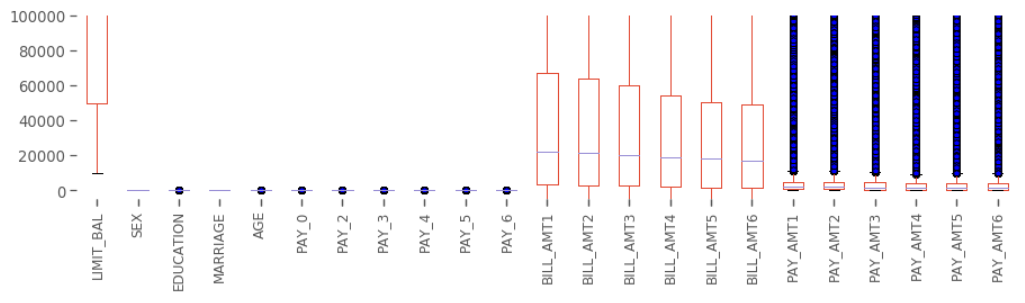 100000
80000
60000
40000
20000
0
LIMIT_BAL
SEX
EDUCATION
MARRIAGE
AGE
PAY_0
PAY_2
PAY_3
PAY_4
PAY_5
PAY_6
BILL_AMT1
BILL_AMT2
BILL_AMT3
BILL_AMT4
BILL_AMT5
BILL_AMT6
PAY_AMT1
PAY_AMT2
PAY_AMT3
PAY_AMT4
PAY_AMT5
PAY_AMT6